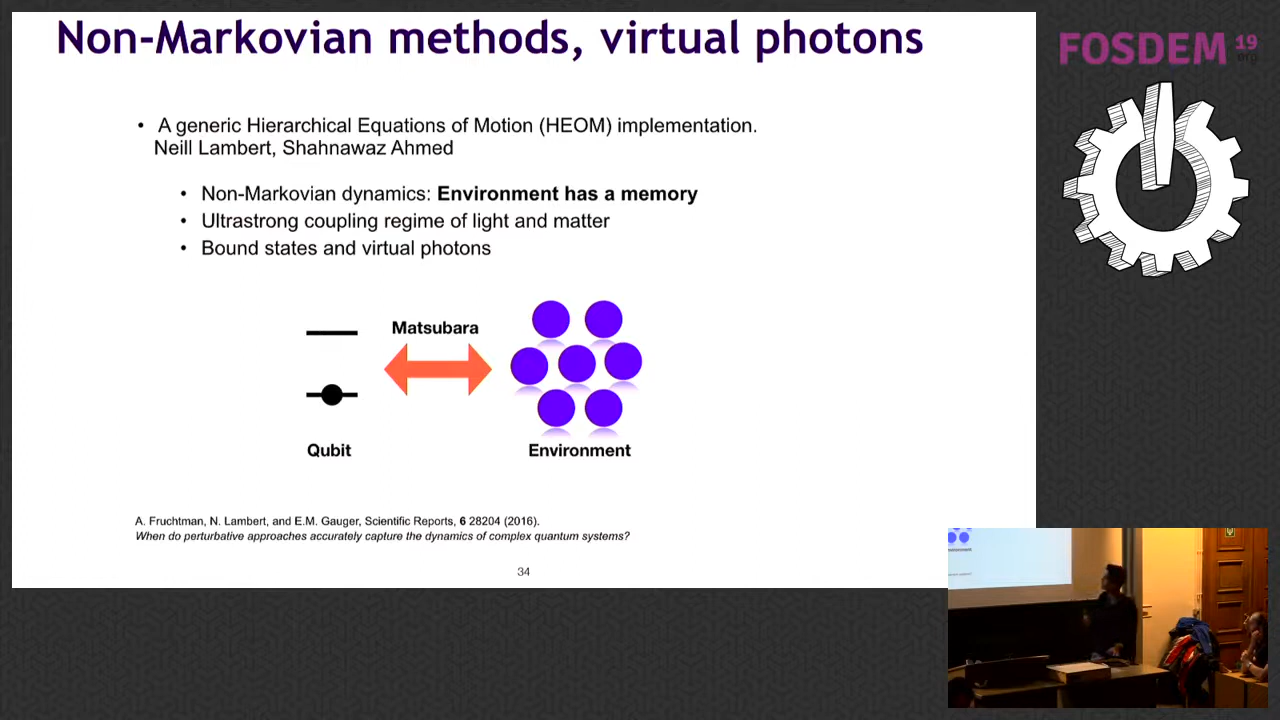 Non-Markovian methods, virtual photons
FOSDEM 19
.org
• A generic Hierarchical Equations of Motion (HEOM) implementation.
Neill Lambert, Shahnawaz Ahmed
• Non-Markovian dynamics: Environment has a memory
• Ultrastrong coupling regime of light and matter
• Bound states and virtual photons
Matsubara
Qubit
Environment
A. Fruchtman, N. Lambert, and E.M. Gauger, Scientific Reports, 6 28204 (2016).
When do perturbative approaches accurately capture the dynamics of complex quantum systems?
34